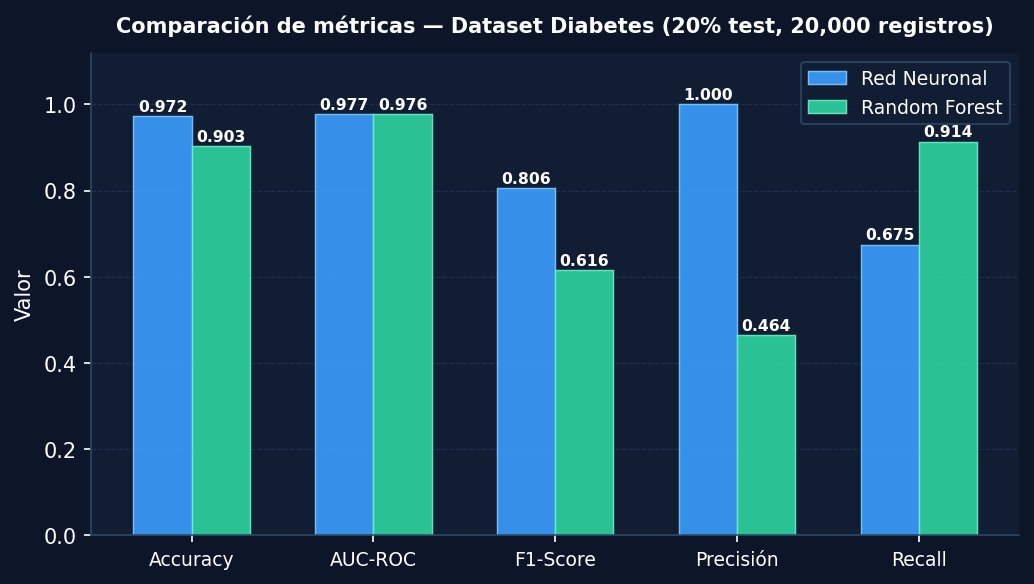 Comparación de métricas — Dataset Diabetes (20% test, 20,000 registros)
Red Neuronal
Random Forest
Valor
1.0
0.8
0.6
0.4
0.2
0.0
0.972
0.903
0.977
0.976
0.806
0.616
1.000
0.464
0.675
0.914
Accuracy
AUC-ROC
F1-Score
Precisión
Recall